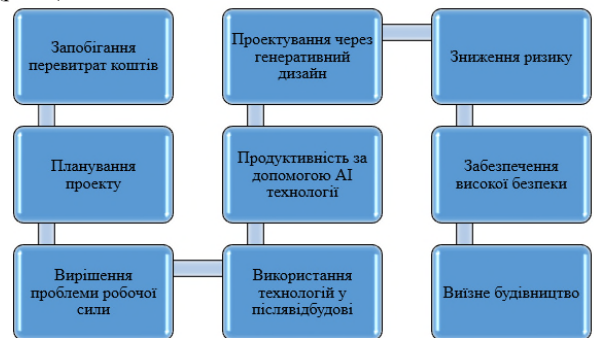 Запобігання
перевитрат коштів
Планування
проекту
Вирішення
проблеми робочої
сили
Використання
технологій у
післявідбудові
Продуктивність за
допомогою AI
технології
Проектування через
генеративний
дизайн
Зниження ризику
Забезпечення
високої безпеки
Виїзне будівництво